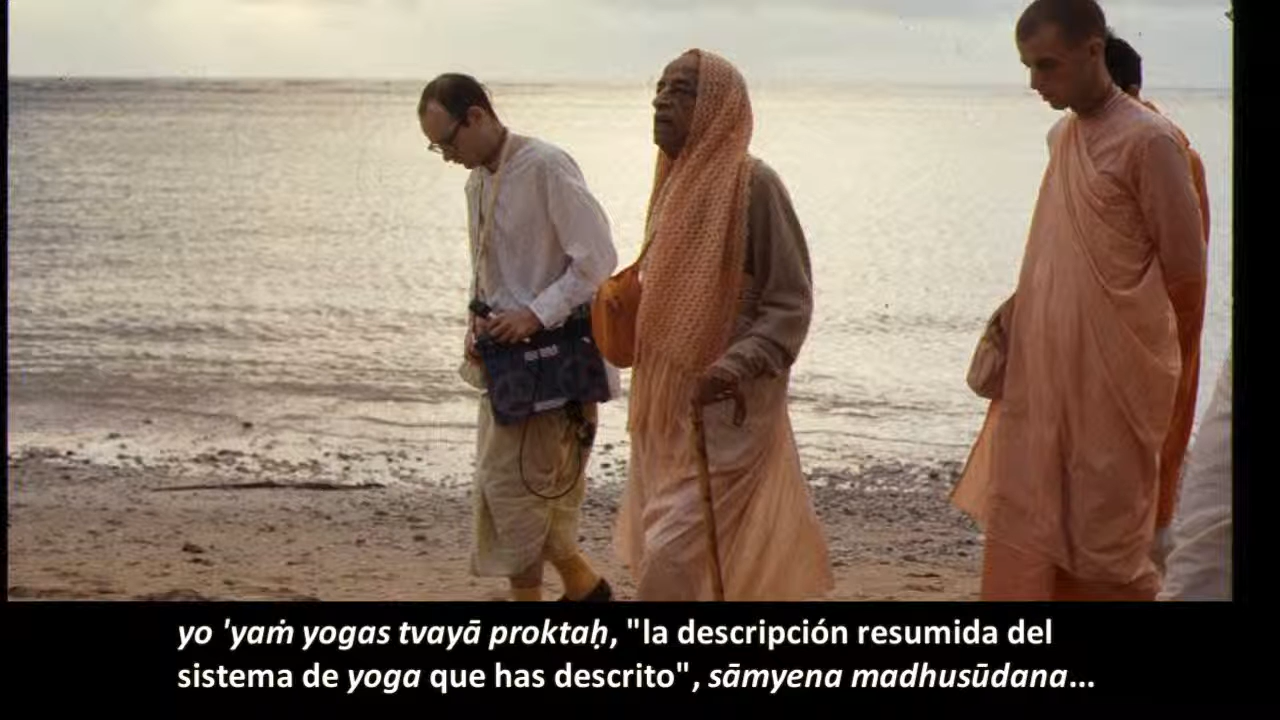 yo 'yaṁ yogas tvayā proktaḥ, "la descripción resumida del
sistema de yoga que has descrito", sāmyena madhusūdana...